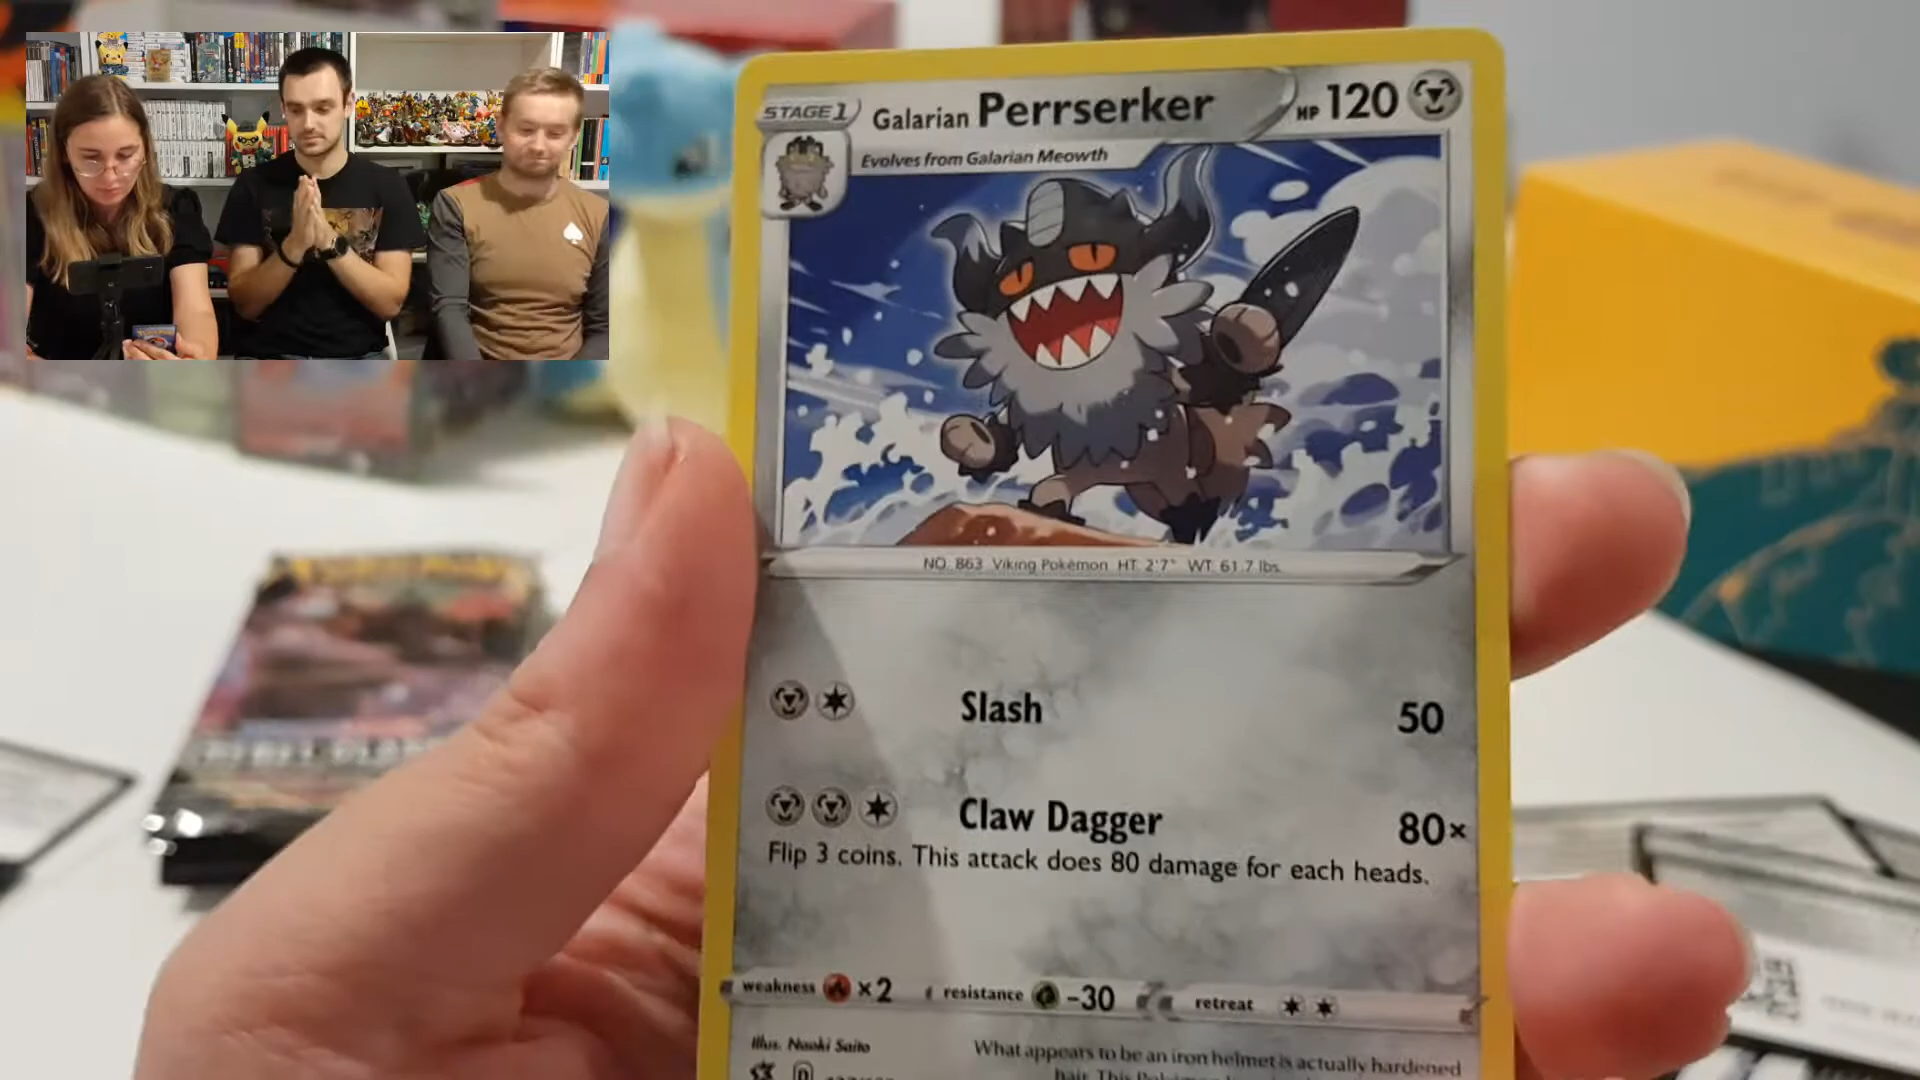 STAGE 1
Galarian Perrserker
HP 120
Evolves from Galarian Meowth
NO. 863 Viking Pokémon HT: 2'7" WT: 61.7 lbs.
Slash 50
Claw Dagger 80×
Flip 3 coins. This attack does 80 damage for each heads.
weakness ×2 resistance -30 retreat
Illus. Naoki Saito
What appears to be an iron helmet is actually hardened
hair. This
D